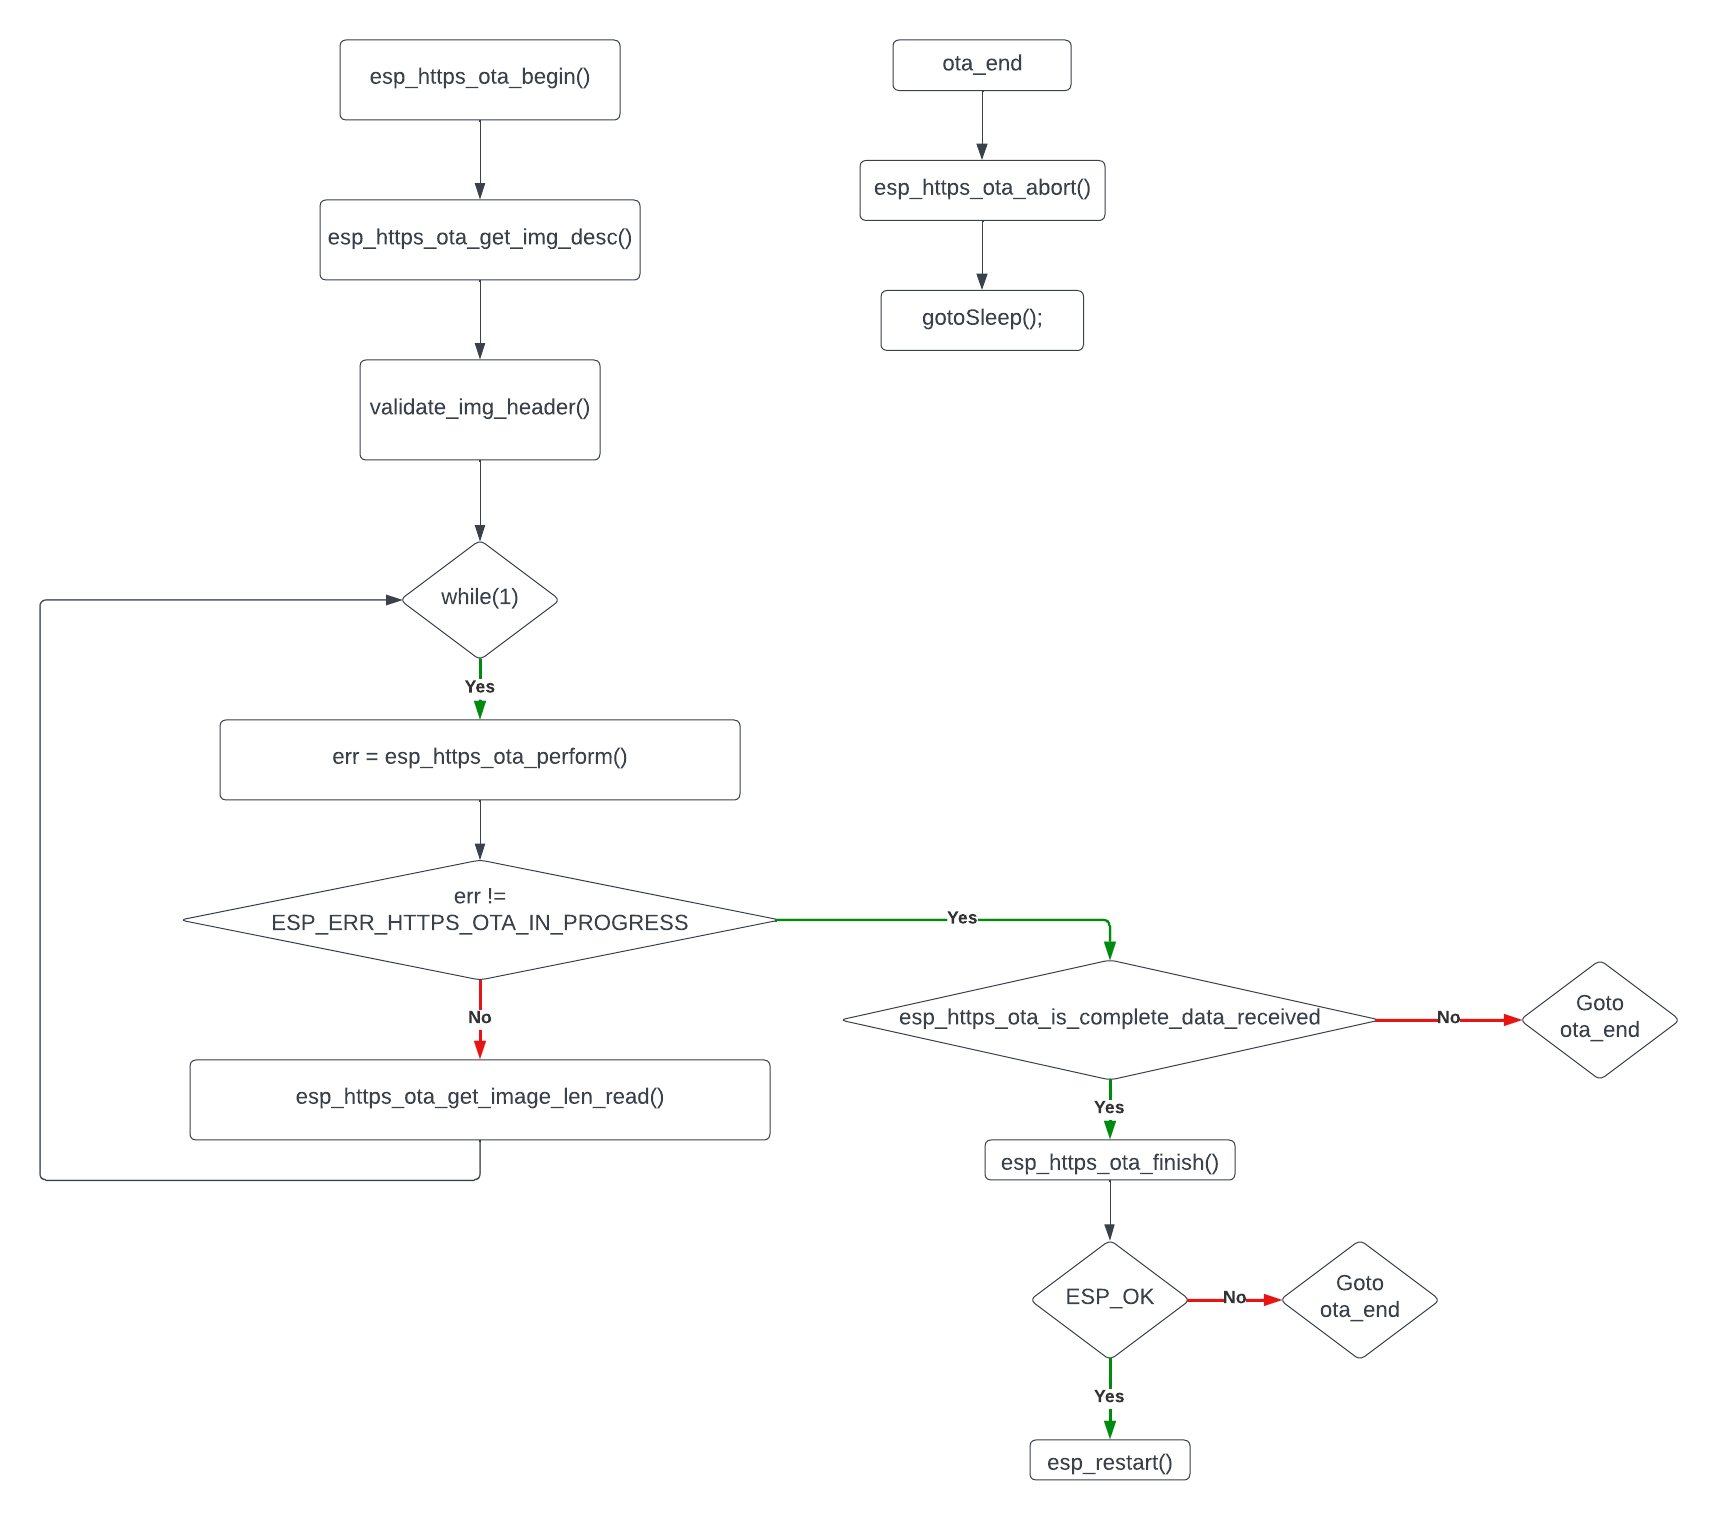 esp_https_ota_begin()
esp_https_ota_get_img_desc()
validate_img_header()
while(1)
Yes
err = esp_https_ota_perform()
err !=
ESP_ERR_HTTPS_OTA_IN_PROGRESS
No
esp_https_ota_get_image_len_read()
Yes
esp_https_ota_is_complete_data_received
No
Goto
ota_end
Yes
esp_https_ota_finish()
ESP_OK
No
Goto
ota_end
Yes
esp_restart()
ota_end
esp_https_ota_abort()
gotoSleep();